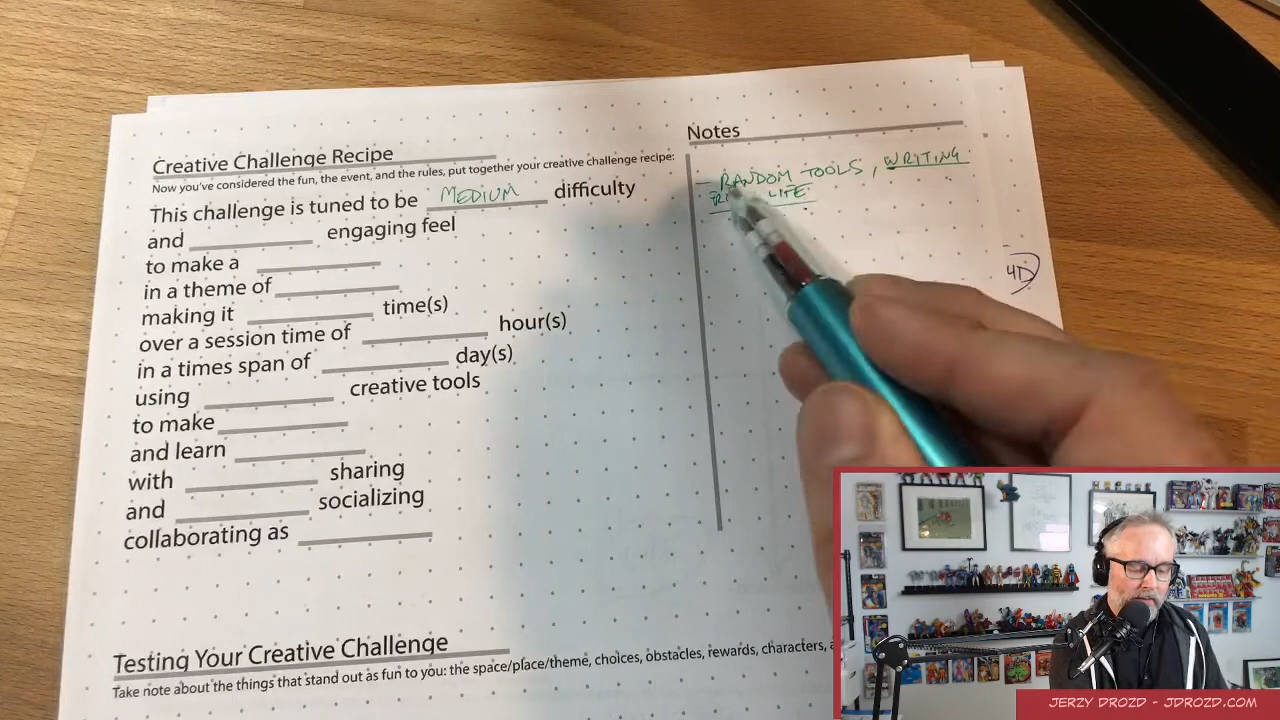 Creative Challenge Recipe
Now you've considered the fun, the event, and the rules, put together your creative challenge recipe:
This challenge is tuned to be MEDIUM difficulty
and engaging feel
to make a
in a theme of
making it time(s)
over a session time of hour(s)
in a times span of day(s)
using creative tools
to make
and learn
with sharing
and socializing
collaborating as
Notes
- RANDOM TOOLS, WRITING
LIFE
4D
Testing Your Creative Challenge
Take note about the things that stand out as fun to you: the space/place/theme, choices, obstacles, rewards, characters,
JERZY DROZD - JDROZD.COM